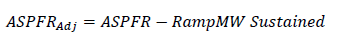 ASPFR_Adj = ASPFR − RampMW Sustained